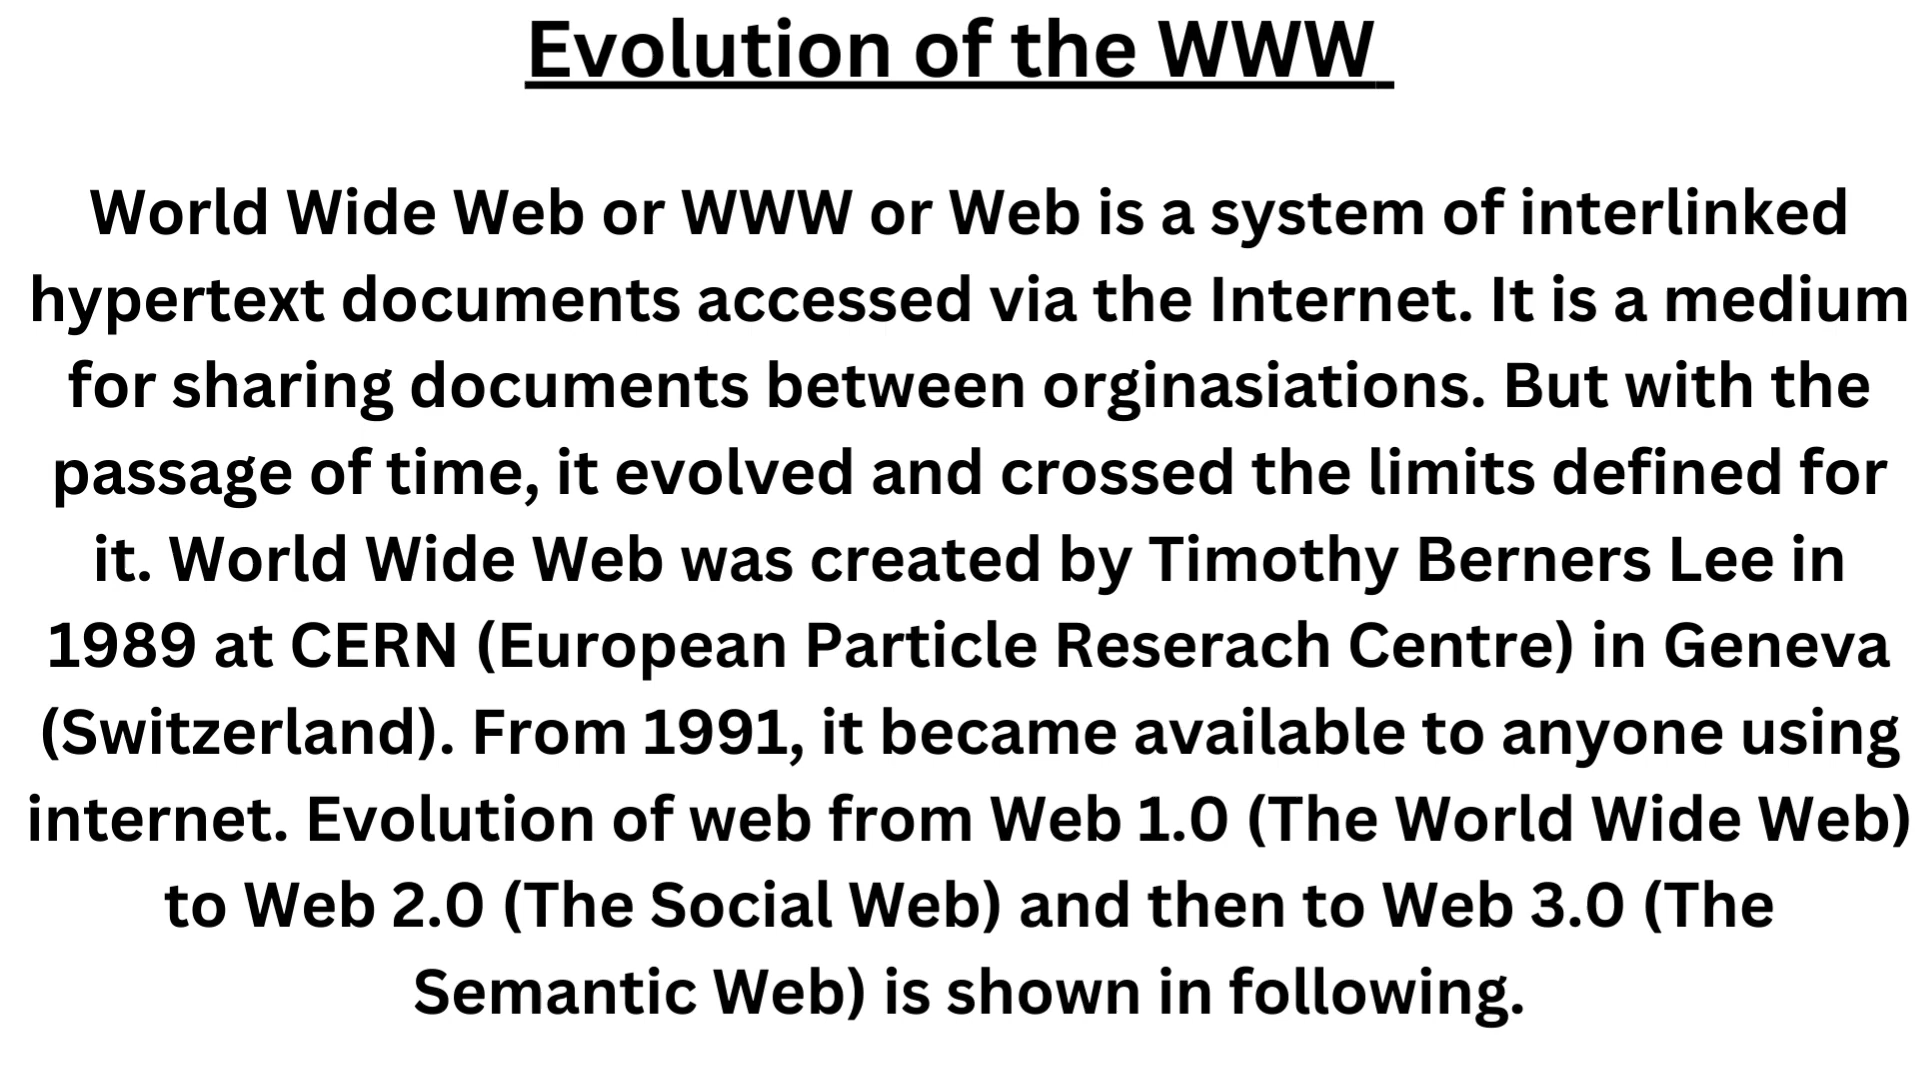 Evolution of the WWW
World Wide Web or WWW or Web is a system of interlinked
hypertext documents accessed via the Internet. It is a medium
for sharing documents between orginasiations. But with the
passage of time, it evolved and crossed the limits defined for
it. World Wide Web was created by Timothy Berners Lee in
1989 at CERN (European Particle Reserach Centre) in Geneva
(Switzerland). From 1991, it became available to anyone using
internet. Evolution of web from Web 1.0 (The World Wide Web)
to Web 2.0 (The Social Web) and then to Web 3.0 (The
Semantic Web) is shown in following.